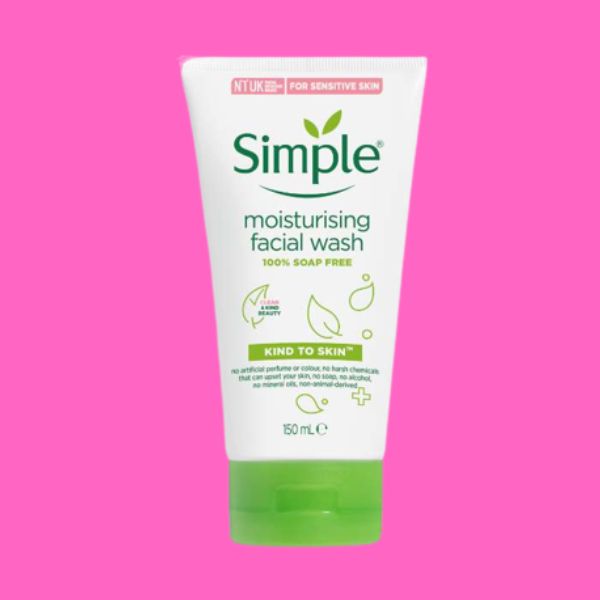 NTUK FOR SENSITIVE SKIN
Simple®
moisturising
facial wash
100% SOAP FREE
CLEAN
& KIND
BEAUTY
KIND TO SKIN™
no artificial perfume or colour, no harsh chemicals
that can upset your skin, no soap, no alcohol,
no mineral oils, non-animal-derived
150 mL ℮